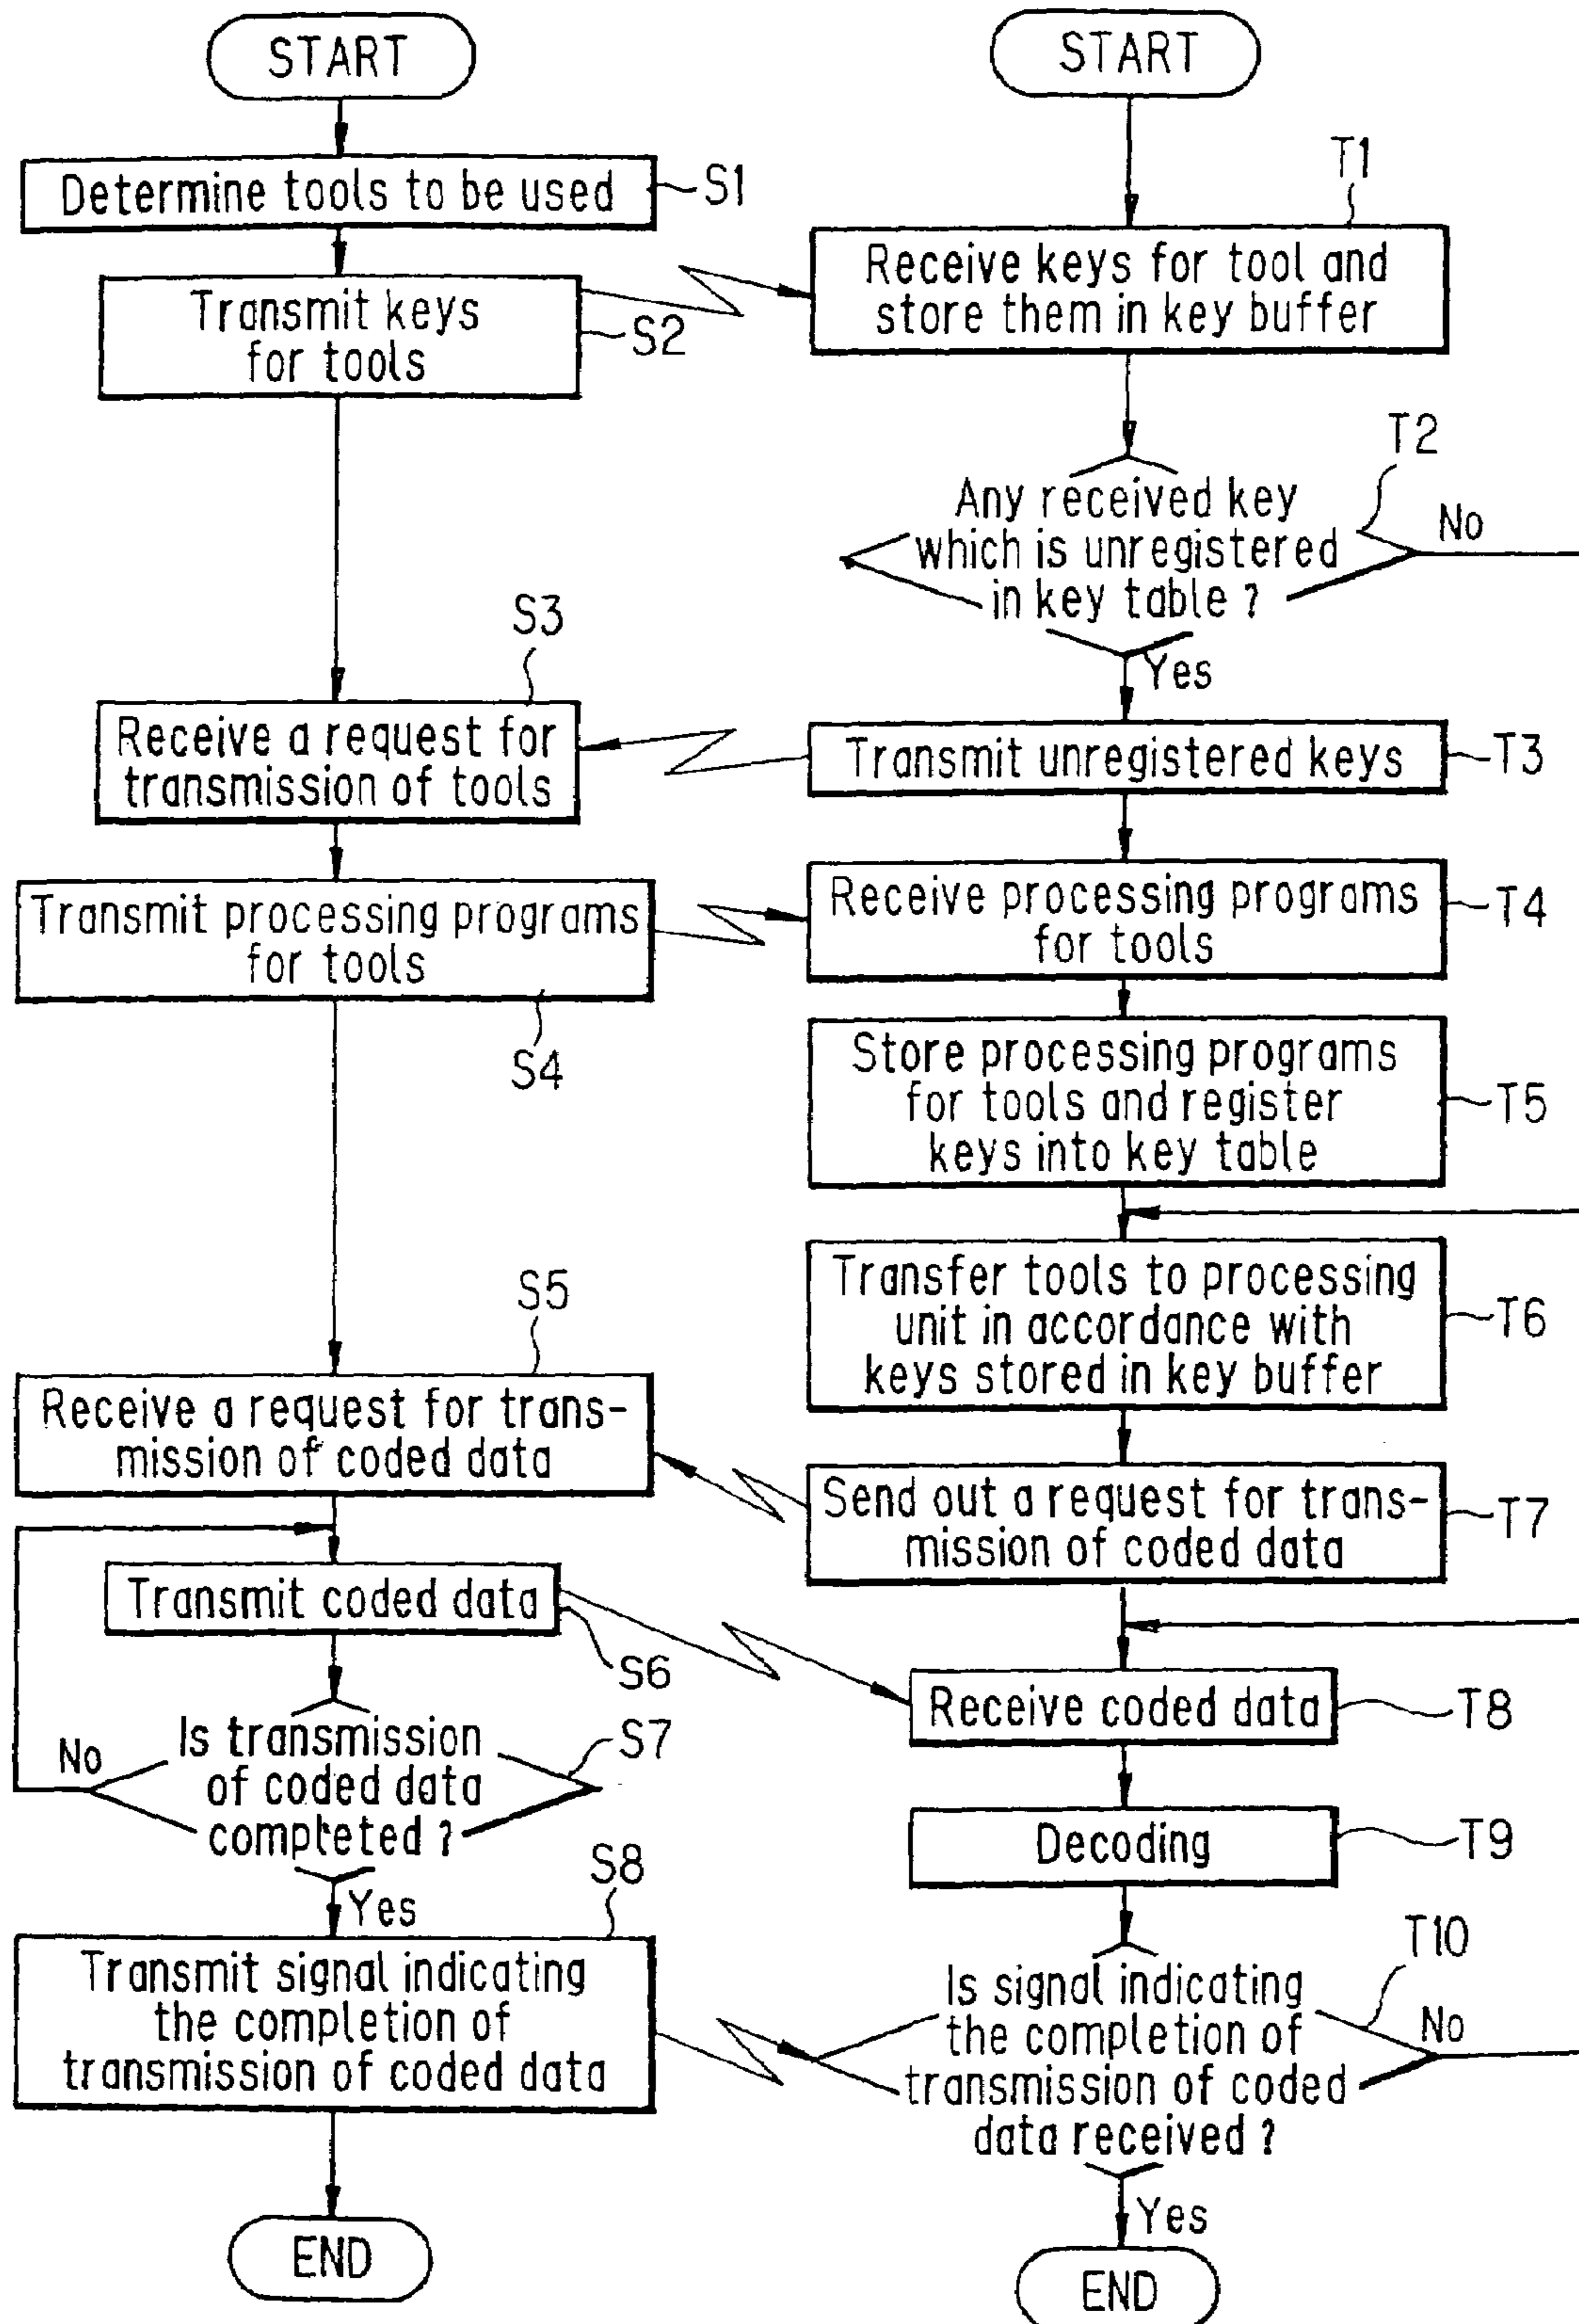 START
Determine tools to be used
S1
Transmit keys
for tools
S2
S3
Receive a request for
transmission of tools
Transmit processing programs
for tools
S4
S5
Receive a request for trans-
mission of coded data
Transmit coded data
S6
Is transmission
of coded data
completed ?
S7
No
Yes
S8
Transmit signal indicating
the completion of
transmission of coded data
END
START
T1
Receive keys for tool and
store them in key buffer
T2
Any received key
which is unregistered
in key table ?
No
Yes
Transmit unregistered keys
T3
Receive processing programs
for tools
T4
Store processing programs
for tools and register
keys into key table
T5
Transfer tools to processing
unit in accordance with
keys stored in key buffer
T6
Send out a request for trans-
mission of coded data
T7
Receive coded data
T8
Decoding
T9
T10
Is signal indicating
the completion of
transmission of coded
data received ?
No
Yes
END